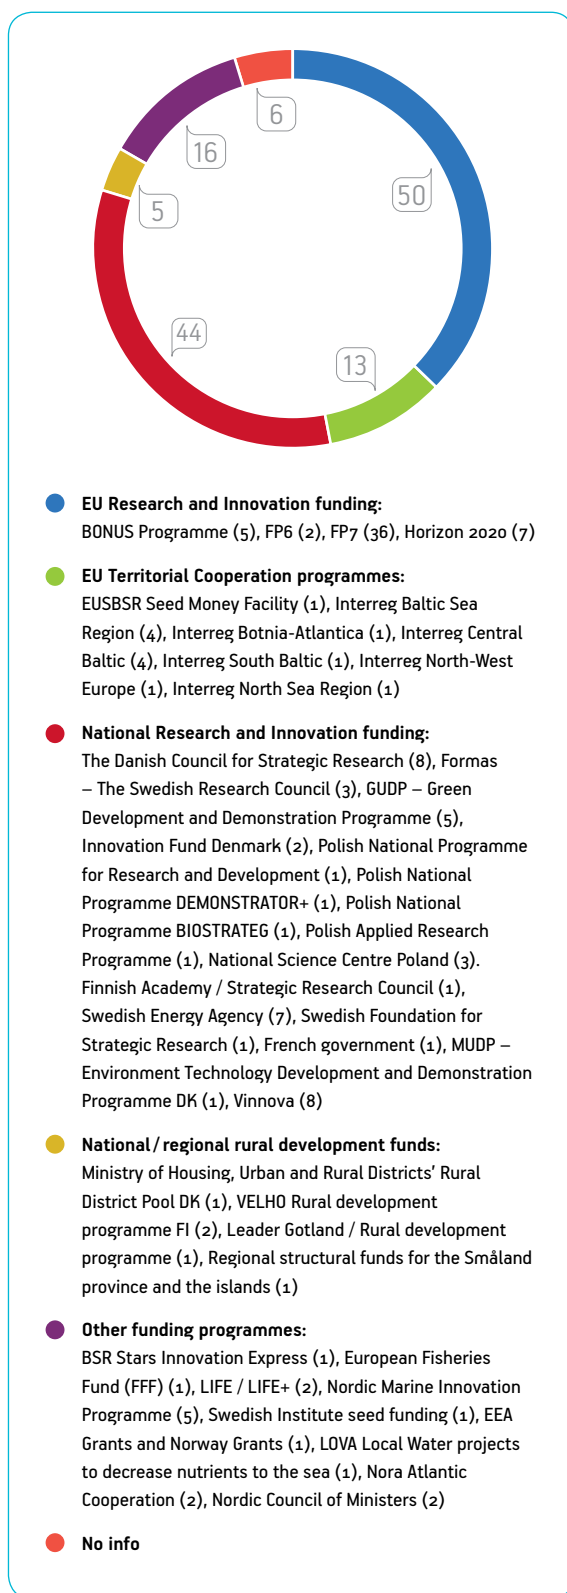 6
16
50
5
44
13
EU Research and Innovation funding:
BONUS Programme (5), FP6 (2), FP7 (36), Horizon 2020 (7)
EU Territorial Cooperation programmes:
EUSBSR Seed Money Facility (1), Interreg Baltic Sea
Region (4), Interreg Botnia-Atlantica (1), Interreg Central
Baltic (4), Interreg South Baltic (1), Interreg North-West
Europe (1), Interreg North Sea Region (1)
National Research and Innovation funding:
The Danish Council for Strategic Research (8), Formas
– The Swedish Research Council (3), GUDP – Green
Development and Demonstration Programme (5),
Innovation Fund Denmark (2), Polish National Programme
for Research and Development (1), Polish National
Programme DEMONSTRATOR+ (1), Polish National
Programme BIOSTRATEG (1), Polish Applied Research
Programme (1), National Science Centre Poland (3).
Finnish Academy / Strategic Research Council (1),
Swedish Energy Agency (7), Swedish Foundation for
Strategic Research (1), French government (1), MUDP –
Environment Technology Development and Demonstration
Programme DK (1), Vinnova (8)
National / regional rural development funds:
Ministry of Housing, Urban and Rural Districts' Rural
District Pool DK (1), VELHO Rural development
programme FI (2), Leader Gotland / Rural development
programme (1), Regional structural funds for the Småland
province and the islands (1)
Other funding programmes:
BSR Stars Innovation Express (1), European Fisheries
Fund (FFF) (1), LIFE / LIFE+ (2), Nordic Marine Innovation
Programme (5), Swedish Institute seed funding (1), EEA
Grants and Norway Grants (1), LOVA Local Water projects
to decrease nutrients to the sea (1), Nora Atlantic
Cooperation (2), Nordic Council of Ministers (2)
No info